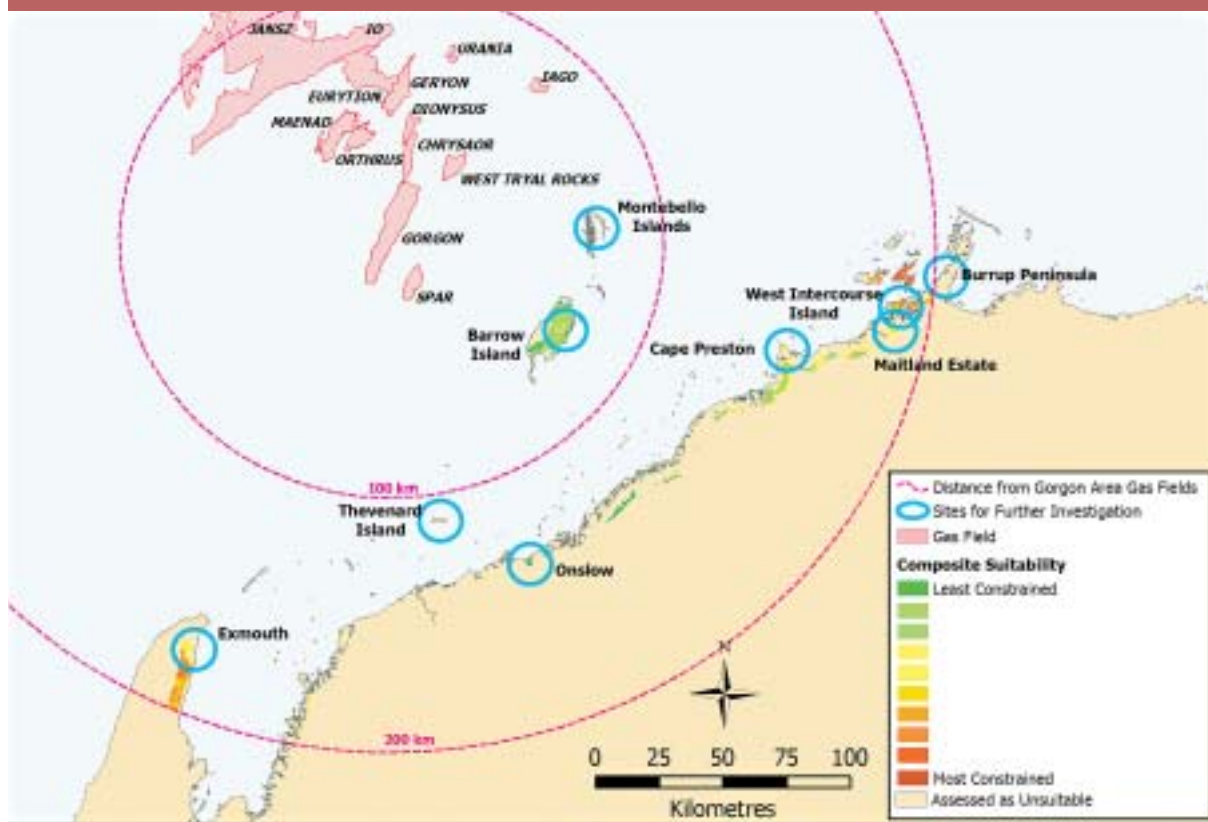 JANSZ
IO
URANIA
GERYON
IAGO
EURYTION
DIONYSUS
MAENAD
CHRYSAOR
ORTHRUS
WEST TRYAL ROCKS
Montebello
Islands
GORGON
Burrup Peninsula
SPAR
West Intercourse
Island
Barrow
Island
Cape Preston
Maitland Estate
100 km
Thevenard
Island
Onslow
Exmouth
200 km
N
0 25 50 75 100
Kilometres
Distance from Gorgon Area Gas Fields
Sites for Further Investigation
Gas Field
Composite Suitability
Least Constrained
Most Constrained
Assessed as Unsuitable